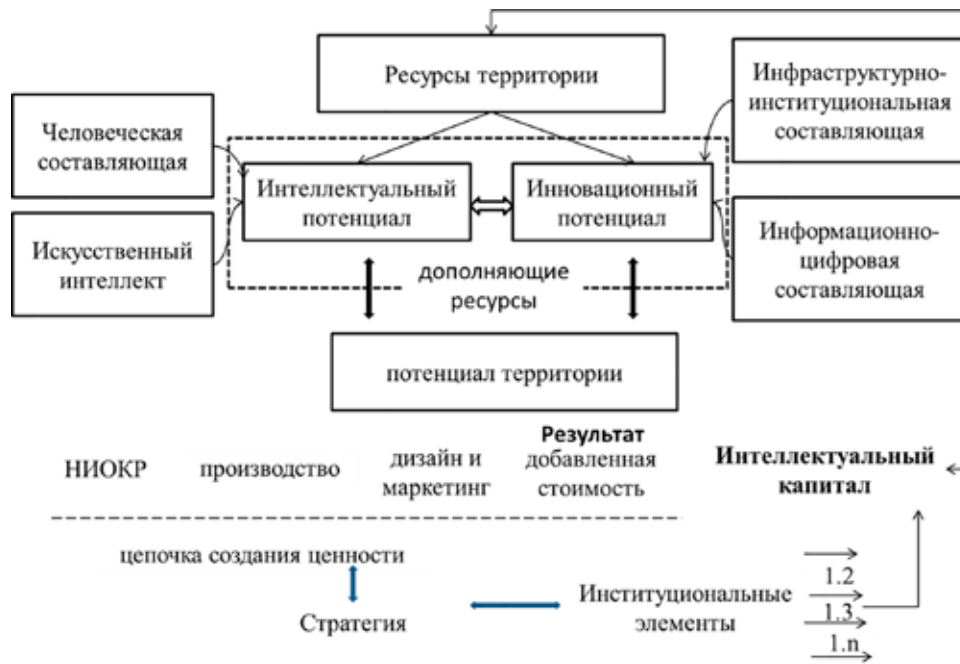 Ресурсы территории
Инфраструктурно-
институциональная
составляющая
Человеческая
составляющая
Интеллектуальный
потенциал
Инновационный
потенциал
Искусственный
интеллект
Информационно-
цифровая
составляющая
дополняющие
ресурсы
потенциал территории
НИОКР
производство
дизайн и
маркетинг
Результат
добавленная
стоимость
Интеллектуальный
капитал
цепочка создания ценности
Стратегия
Институциональные
элементы
1.2
1.3
1.n